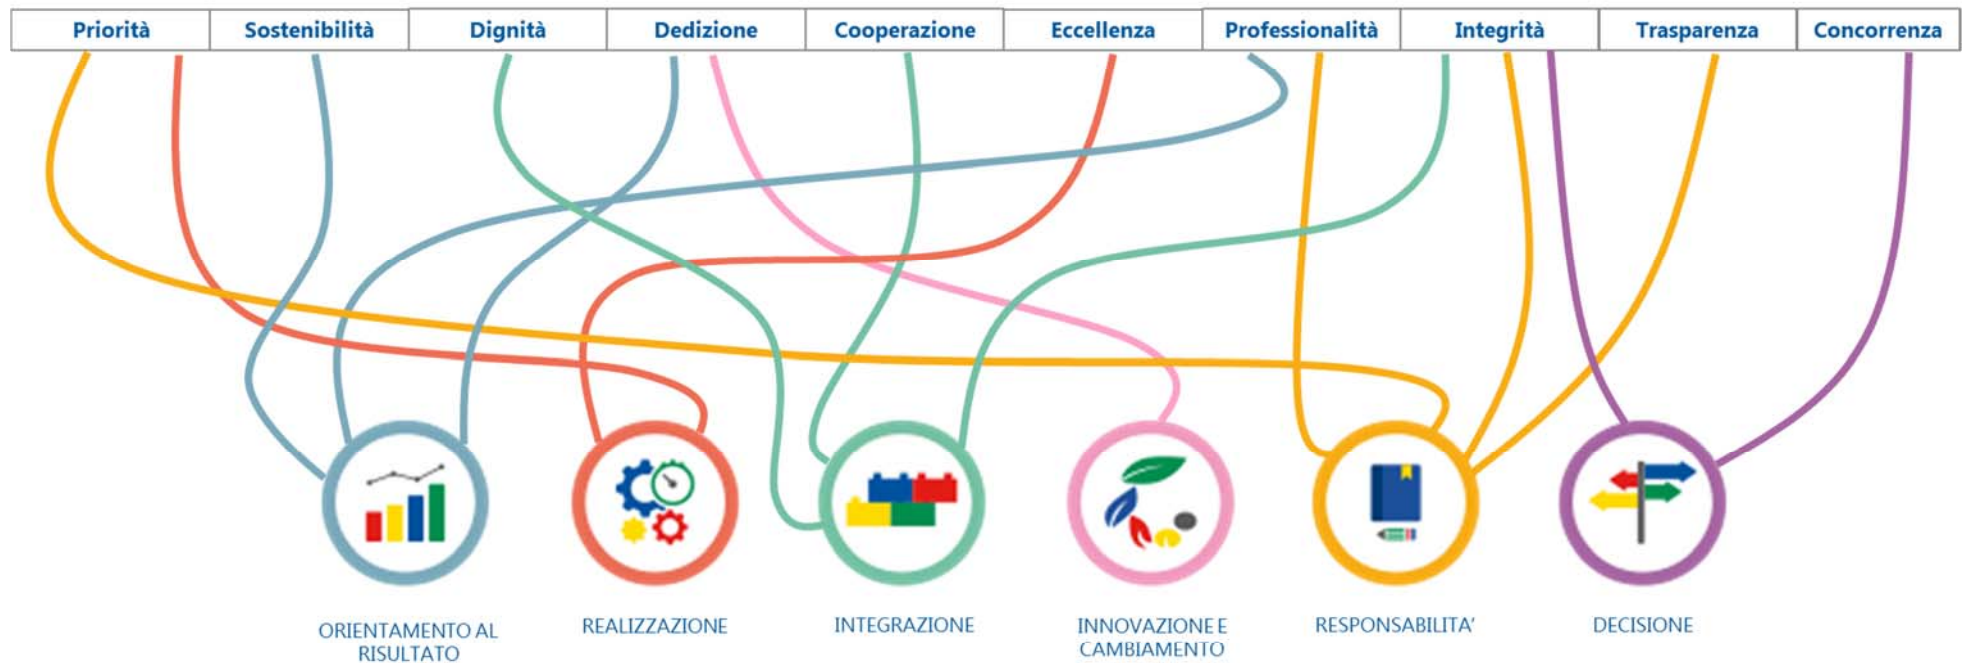 Priorità Sostenibilità Dignità Dedizione Cooperazione Eccellenza Professionalità Integrità Trasparenza Concorrenza
ORIENTAMENTO AL
RISULTATO
REALIZZAZIONE
INTEGRAZIONE
INNOVAZIONE E
CAMBIAMENTO
RESPONSABILITA'
DECISIONE